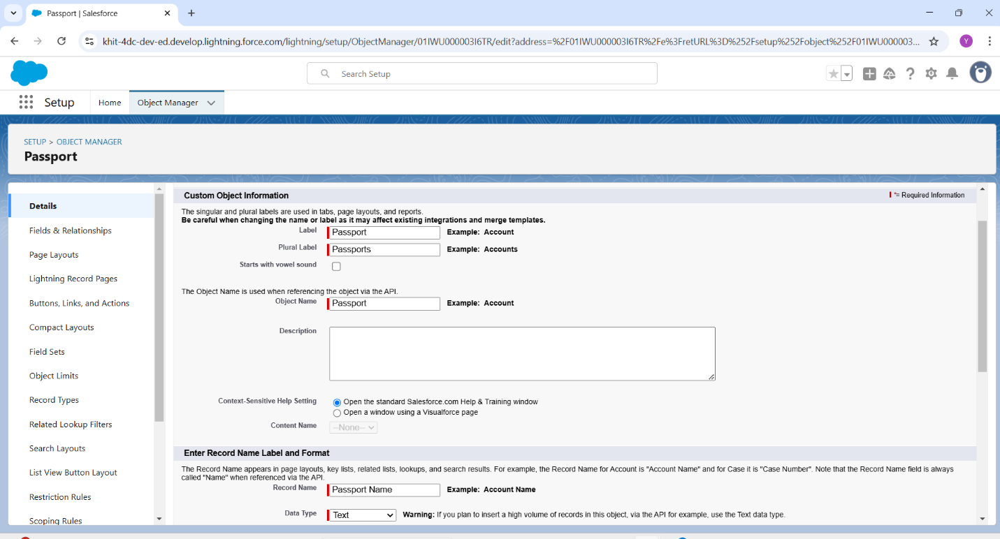 Passport | Salesforce
khit-4dc-dev-ed.develop.lightning.force.com/lightning/setup/ObjectManager/01IWU000003I6TR/edit?address=%2F01IWU000003I6TR%2Fe%3FretURL%3D%252Fsetup%252Fobject%252F01IWU000003...
Y
Search Setup
Setup
Home
Object Manager
SETUP > OBJECT MANAGER
Passport
Details
Fields & Relationships
Page Layouts
Lightning Record Pages
Buttons, Links, and Actions
Compact Layouts
Field Sets
Object Limits
Record Types
Related Lookup Filters
Search Layouts
List View Button Layout
Restriction Rules
Scoping Rules
Custom Object Information
*= Required Information
The singular and plural labels are used in tabs, page layouts, and reports.
Be careful when changing the name or label as it may affect existing integrations and merge templates.
Label Passport Example: Account
Plural Label Passports Example: Accounts
Starts with vowel sound
The Object Name is used when referencing the object via the API.
Object Name Passport Example: Account
Description
Context-Sensitive Help Setting Open the standard Salesforce.com Help & Training window
Open a window using a Visualforce page
Content Name --None--
Enter Record Name Label and Format
The Record Name appears in page layouts, key lists, related lists, lookups, and search results. For example, the Record Name for Account is "Account Name" and for Case it is "Case Number". Note that the Record Name field is always
called "Name" when referenced via the API.
Record Name Passport Name Example: Account Name
Data Type Text Warning: If you plan to insert a high volume of records in this object, via the API for example, use the Text data type.